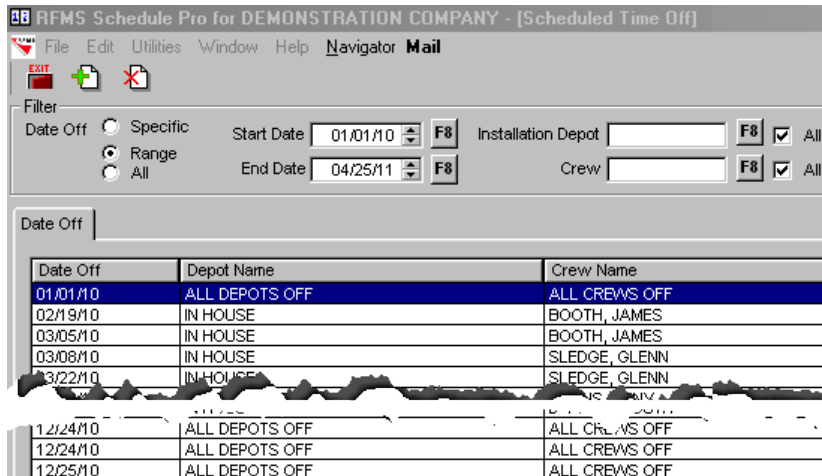 RFMS Schedule Pro for DEMONSTRATION COMPANY - [Scheduled Time Off]
File Edit Utilities Window Help Navigator Mail
EXIT
Filter
Date Off Specific Start Date 01/01/10 F8 Installation Depot F8 All
Range
All End Date 04/25/11 F8 Crew F8 All
Date Off
Date Off Depot Name Crew Name
01/01/10 ALL DEPOTS OFF ALL CREWS OFF
02/19/10 IN HOUSE BOOTH, JAMES
03/05/10 IN HOUSE BOOTH, JAMES
03/08/10 IN HOUSE SLEDGE, GLENN
03/22/10 IN HOUSE SLEDGE, GLENN
12/24/10 ALL DEPOTS OFF ALL CREWS OFF
12/24/10 ALL DEPOTS OFF ALL CREWS OFF
12/25/10 ALL DEPOTS OFF ALL CREWS OFF